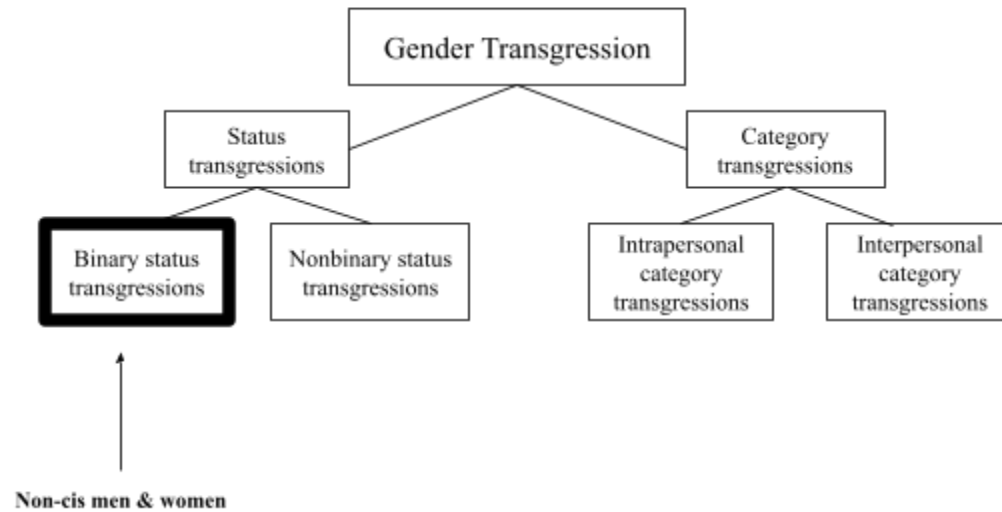 Gender Transgression
Status
transgressions
Category
transgressions
Binary status
transgressions
Nonbinary status
transgressions
Intrapersonal
category
transgressions
Interpersonal
category
transgressions
Non-cis men & women